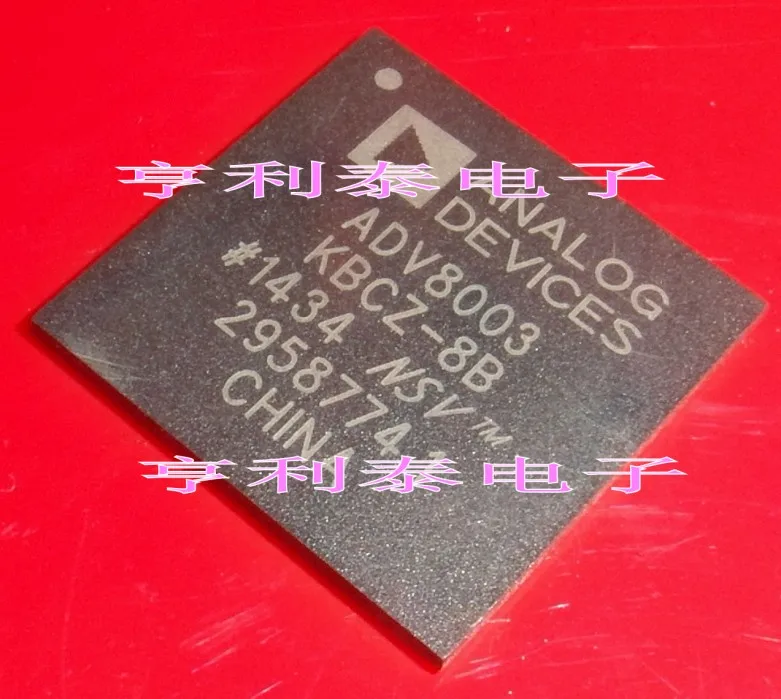 亨利泰电子
ANALOG
DEVICES
ADV8003
KBCZ-8B
#1434 NSV™
2958774.1
CHINA
亨利泰电子